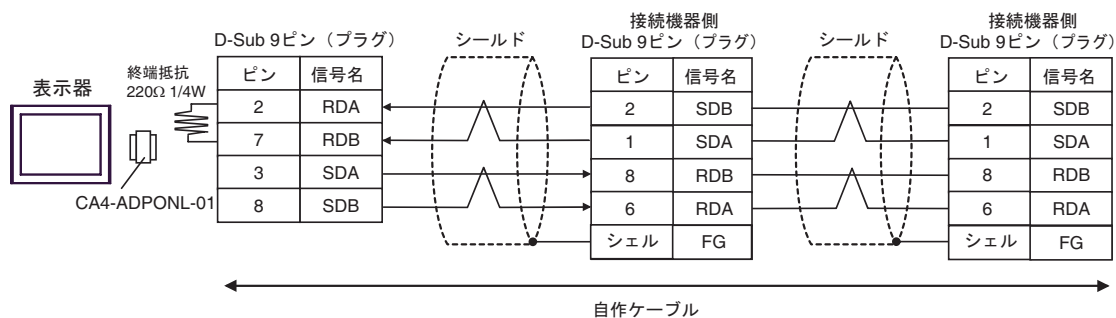 接続機器側
接続機器側
D-Sub 9ピン（プラグ） シールド D-Sub 9ピン（プラグ） シールド D-Sub 9ピン（プラグ）
表示器
終端抵抗
220Ω 1/4W
CA4-ADPONL-01
ピン 信号名
2 RDA
7 RDB
3 SDA
8 SDB
ピン 信号名
2 SDB
1 SDA
8 RDB
6 RDA
シェル FG
ピン 信号名
2 SDB
1 SDA
8 RDB
6 RDA
シェル FG
自作ケーブル